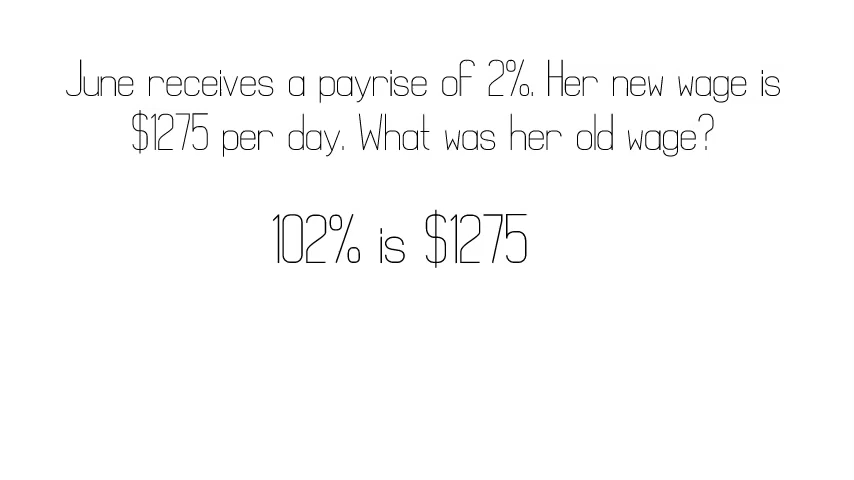 June receives a payrise of 2%. Her new wage is
$1275 per day. What was her old wage?
102% is $1275